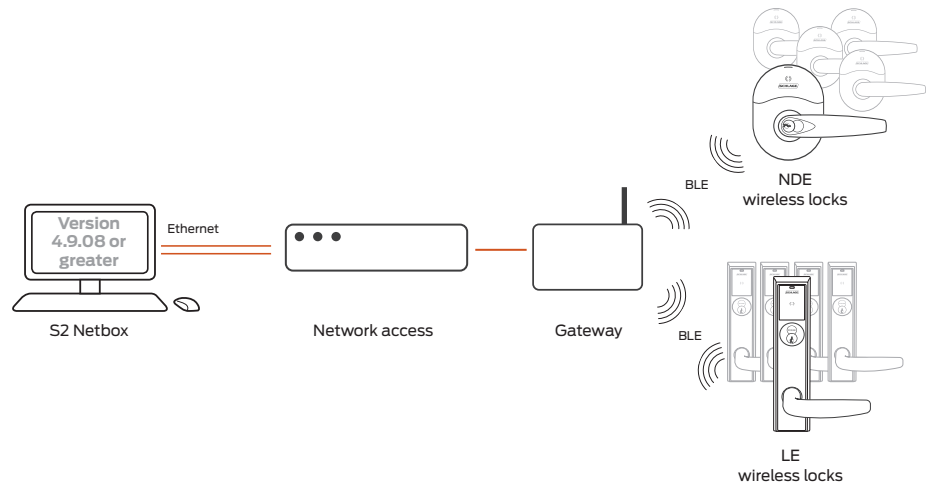 Version
4.9.08 or
greater
S2 Netbox
Ethernet
Network access
Gateway
BLE
SCHLAGE
NDE
wireless locks
BLE
LE
wireless locks